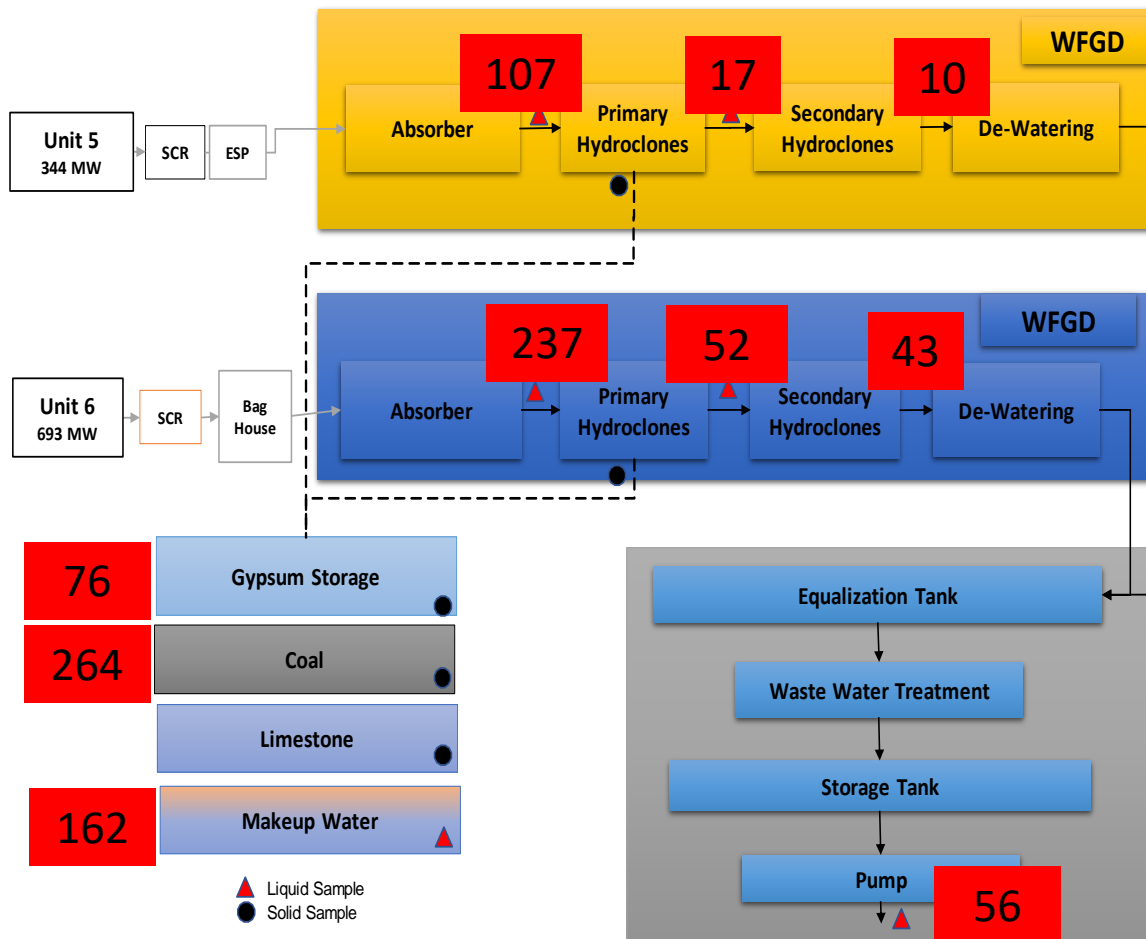 WFGD
107
17
10
Unit 5
344 MW
SCR
ESP
Absorber
Primary
Hydroclones
Secondary
Hydroclones
De-Watering
WFGD
237
52
43
Unit 6
693 MW
SCR
Bag
House
Absorber
Primary
Hydroclones
Secondary
Hydroclones
De-Watering
76
Gypsum Storage
264
Coal
Limestone
162
Makeup Water
Liquid Sample
Solid Sample
Equalization Tank
Waste Water Treatment
Storage Tank
Pump
56